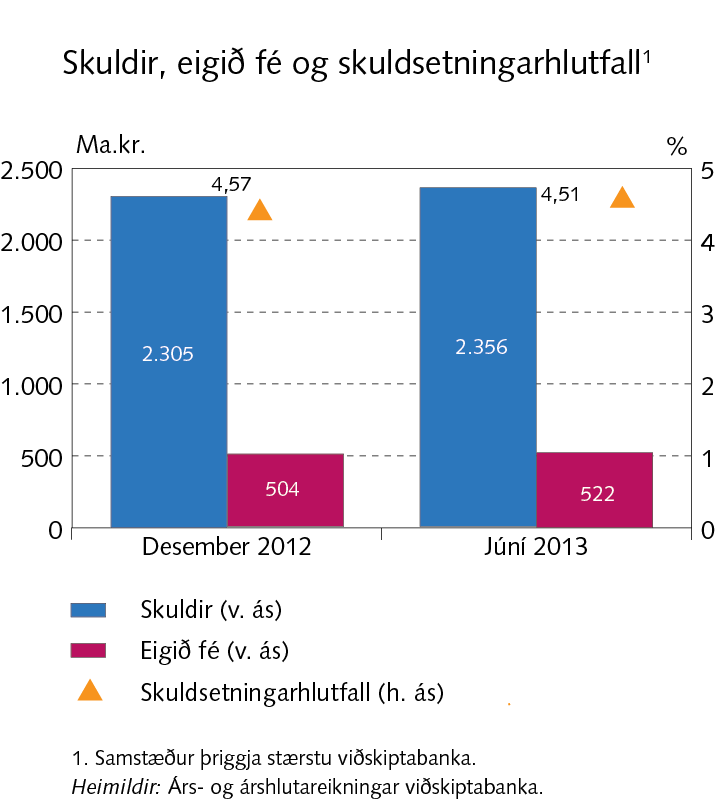 Skuldir, eigið fé og skuldsetningarhlutfall¹
Ma.kr. %
2.500 5
4,57 4,51
2.000 4
1.500 3
2.305 2.356
1.000 2
500 1
504 522
0 0
Desember 2012 Júní 2013
Skuldir (v. ás)
Eigið fé (v. ás)
Skuldsetningarhlutfall (h. ás)
1. Samstæður þriggja stærstu viðskiptabanka.
Heimildir: Árs- og árshlutareikningar viðskiptabanka.